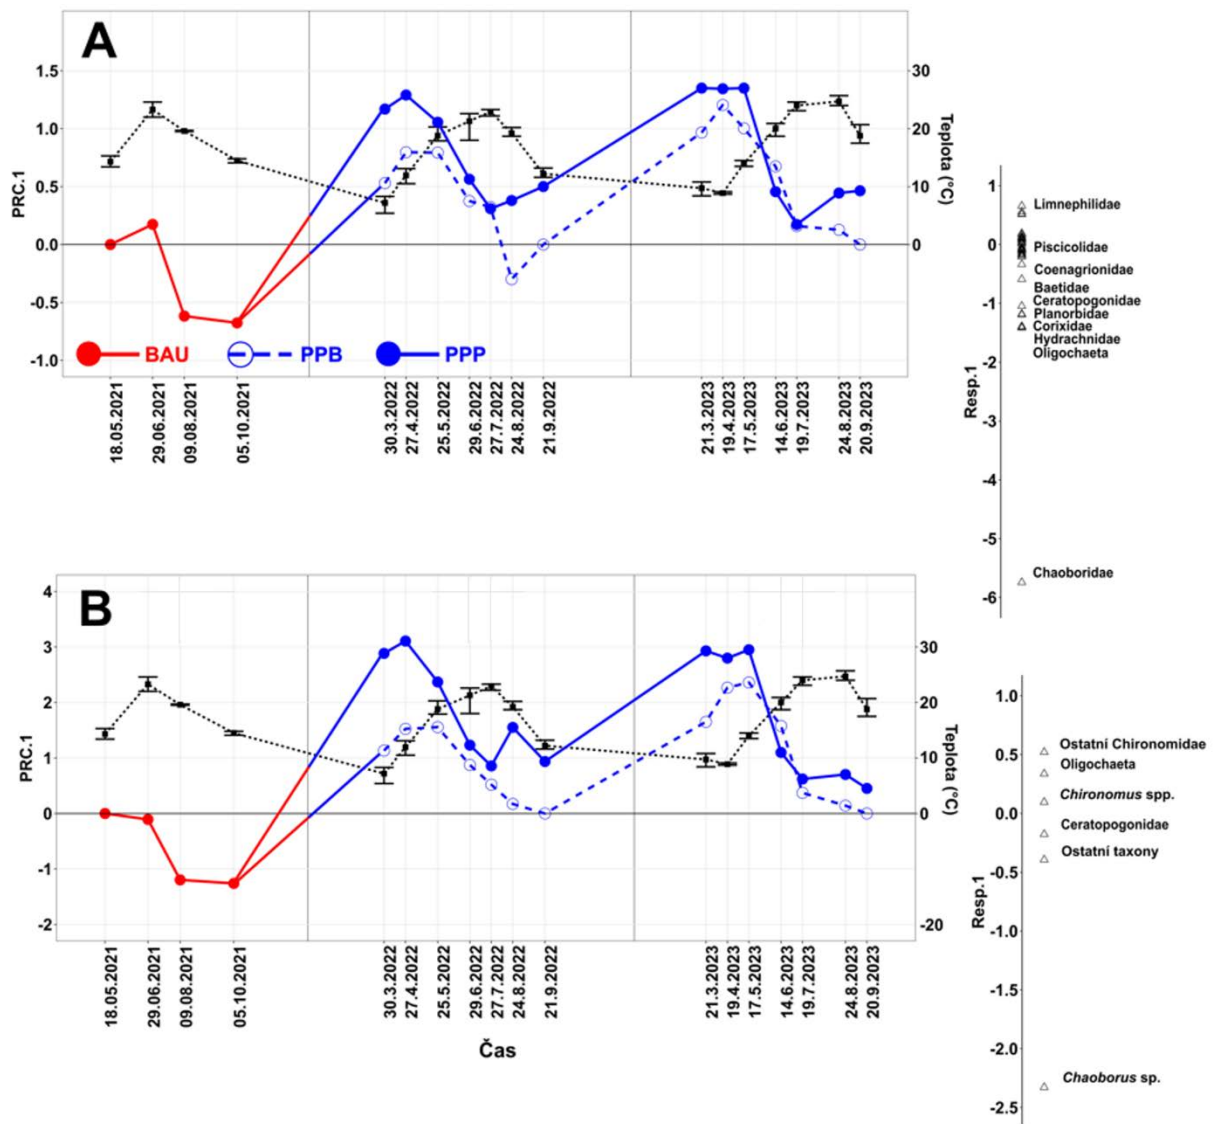 A
1.5
1.0
0.5
0.0
-0.5
-1.0
PRC.1
30
20
10
0
Teplota (°C)
BAU
PPB
PPP
18.05.2021
29.06.2021
09.08.2021
05.10.2021
30.3.2022
27.4.2022
25.5.2022
29.6.2022
27.7.2022
24.8.2022
21.9.2022
21.3.2023
19.4.2023
17.5.2023
14.6.2023
19.7.2023
24.8.2023
20.9.2023
1
0
-1
-2
-3
-4
-5
-6
Resp.1
Limnephilidae
Piscicolidae
Coenagrionidae
Baetidae
Ceratopogonidae
Planorbidae
Corixidae
Hydrachnidae
Oligochaeta
Chaoboridae
B
4
3
2
1
0
-1
-2
PRC.1
30
20
10
0
-20
Teplota (°C)
18.05.2021
29.06.2021
09.08.2021
05.10.2021
30.3.2022
27.4.2022
25.5.2022
29.6.2022
27.7.2022
24.8.2022
21.9.2022
21.3.2023
19.4.2023
17.5.2023
14.6.2023
19.7.2023
24.8.2023
20.9.2023
Čas
1.0
0.5
0.0
-0.5
-1.0
-1.5
-2.0
-2.5
Resp.1
Ostatní Chironomidae
Oligochaeta
Chironomus spp.
Ceratopogonidae
Ostatní taxony
Chaoborus sp.